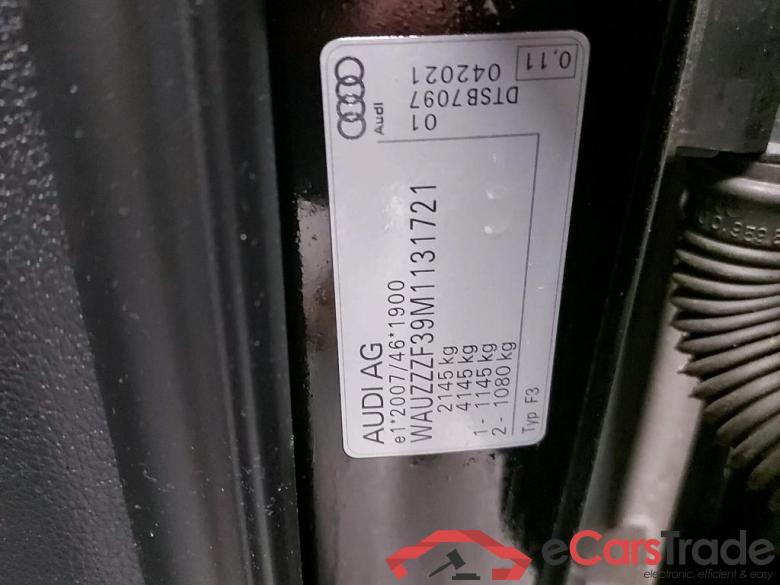 AUDI AG
e1*2007/46*1900
WAUZZZF39M1131721
2145 kg
4145 kg
1 - 1145 kg
2 - 1080 kg
Typ F3
Audi
01
DTSB7097
042021
0.11
eCarsTrade
electronic, efficient & easy